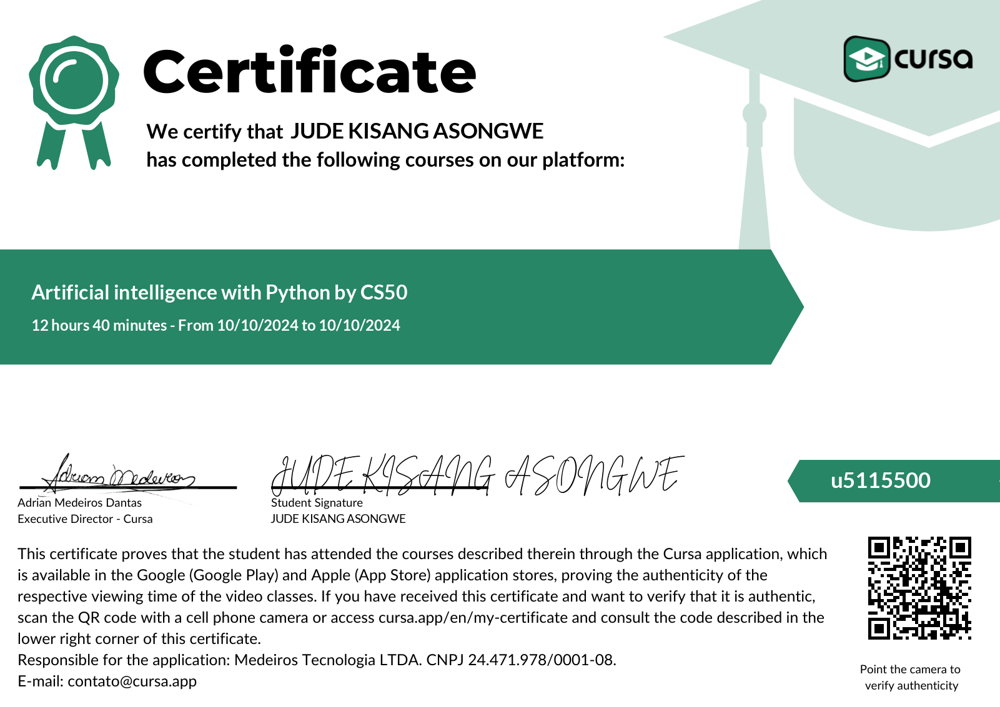 cursa
Certificate
We certify that JUDE KISANG ASONGWE
has completed the following courses on our platform:
Artificial intelligence with Python by CS50
12 hours 40 minutes - From 10/10/2024 to 10/10/2024
Adrian Medeiros
JUDE KISANG ASONGWE
u5115500
Adrian Medeiros Dantas
Executive Director - Cursa
Student Signature
JUDE KISANG ASONGWE
This certificate proves that the student has attended the courses described therein through the Cursa application, which
is available in the Google (Google Play) and Apple (App Store) application stores, proving the authenticity of the
respective viewing time of the video classes. If you have received this certificate and want to verify that it is authentic,
scan the QR code with a cell phone camera or access cursa.app/en/my-certificate and consult the code described in the
lower right corner of this certificate.
Responsible for the application: Medeiros Tecnologia LTDA. CNPJ 24.471.978/0001-08.
E-mail: contato@cursa.app
Point the camera to
verify authenticity